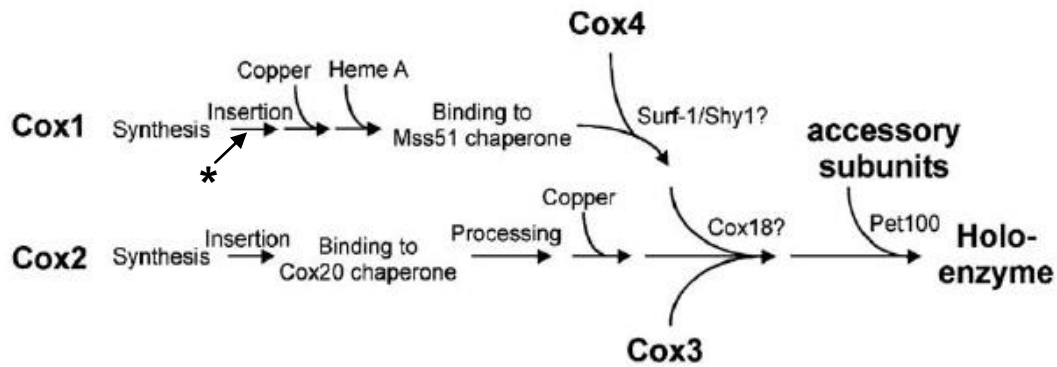 Cox4
Copper
Heme A
Insertion
Cox1
Synthesis
Binding to
Mss51 chaperone
Surf-1/Shy1?
accessory
subunits
*
Copper
Cox18?
Pet100
Cox2
Synthesis
Insertion
Binding to
Cox20 chaperone
Processing
Holo-
enzyme
Cox3